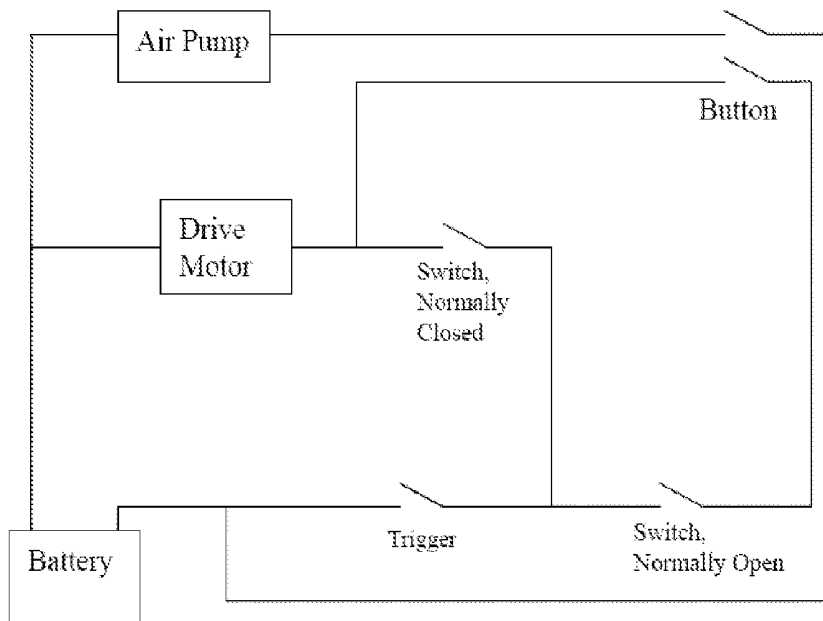 Air Pump
Button
Drive
Motor
Switch,
Normally
Closed
Trigger
Switch,
Normally Open
Battery